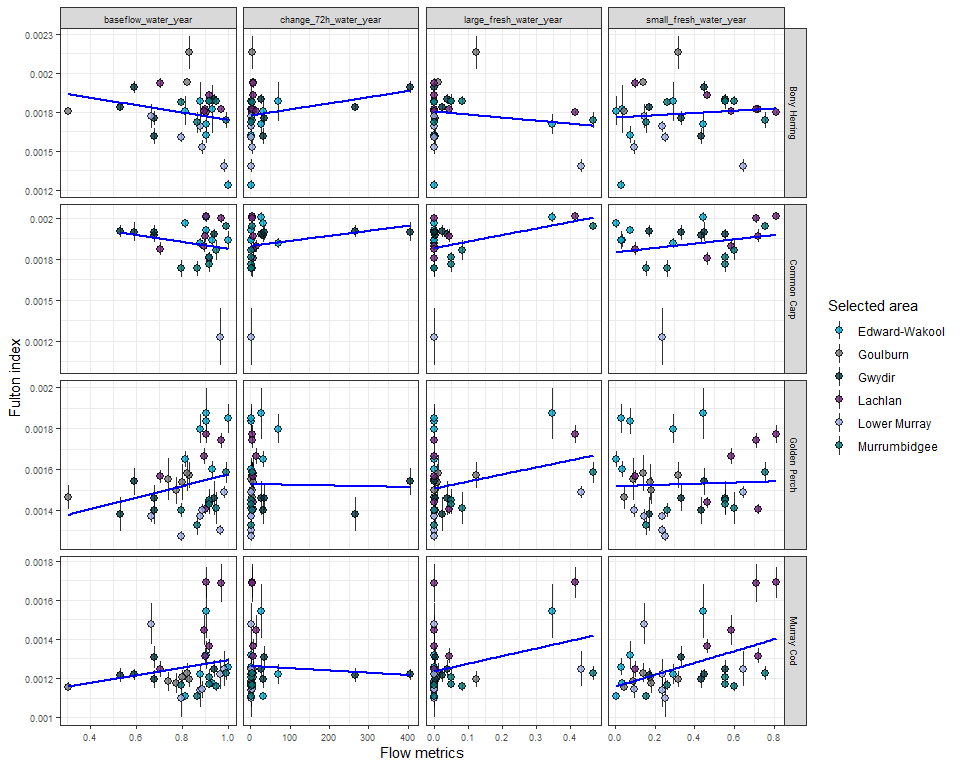 baseflow_water_year change_72h_water_year large_fresh_water_year small_fresh_water_year
0.0023
0.002
0.0018
0.0015
0.0012
Bony Herring
0.002
0.0018
0.0015
0.0012
Common Carp
0.002
0.0018
0.0016
0.0014
Golden Perch
0.0018
0.0016
0.0014
0.0012
0.001
Murray Cod
0.4 0.6 0.8 1.0 0 100 200 300 400 0.0 0.1 0.2 0.3 0.4 0.0 0.2 0.4 0.6 0.8
Flow metrics
Fulton index
Selected area
Edward-Wakool
Goulburn
Gwydir
Lachlan
Lower Murray
Murrumbidgee